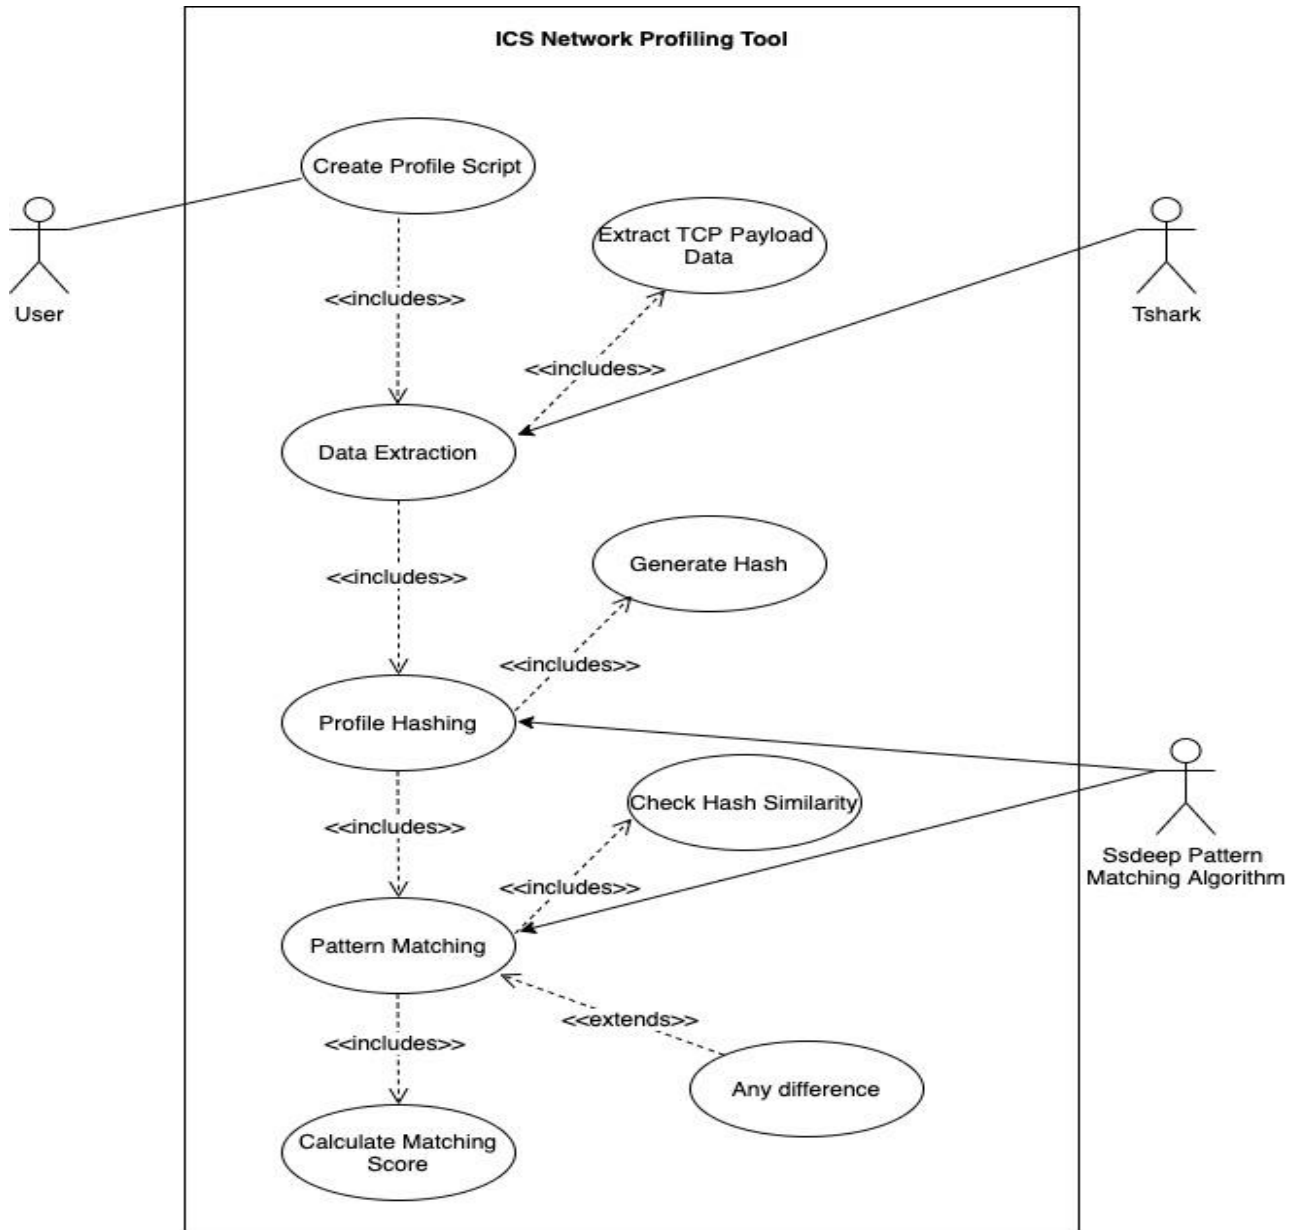 ICS Network Profiling Tool
Create Profile Script
Extract TCP Payload
Data
<<includes>>
User
Tshark
<<includes>>
Data Extraction
Generate Hash
<<includes>>
<<includes>>
Profile Hashing
Check Hash Similarity
<<includes>>
Ssdeep Pattern
Matching Algorithm
<<includes>>
Pattern Matching
<<extends>>
<<includes>>
Any difference
Calculate Matching
Score